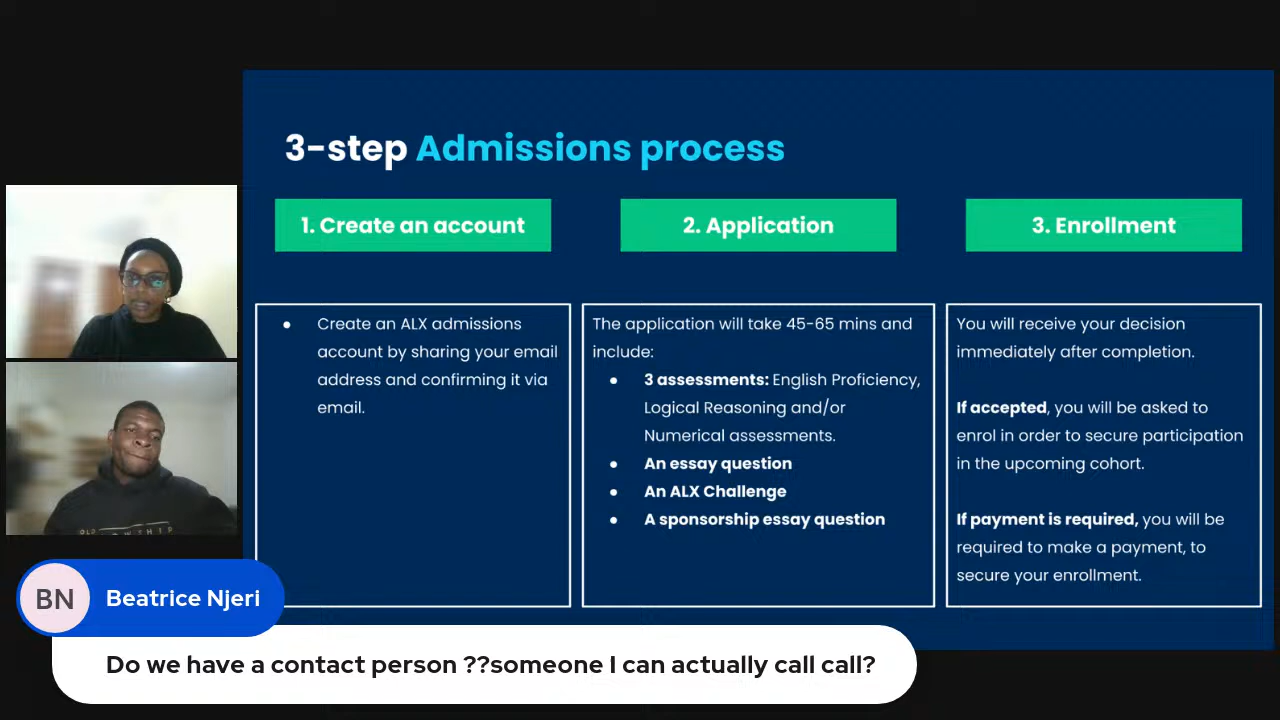 3-step Admissions process
1. Create an account
2. Application
3. Enrollment
● Create an ALX admissions
account by sharing your email
address and confirming it via
email.
The application will take 45-65 mins and
include:
● 3 assessments: English Proficiency,
Logical Reasoning and/or
Numerical assessments.
● An essay question
● An ALX Challenge
● A sponsorship essay question
You will receive your decision
immediately after completion.
If accepted, you will be asked to
enrol in order to secure participation
in the upcoming cohort.
If payment is required, you will be
required to make a payment, to
secure your enrollment.
BN
Beatrice Njeri
Do we have a contact person ??someone I can actually call call?